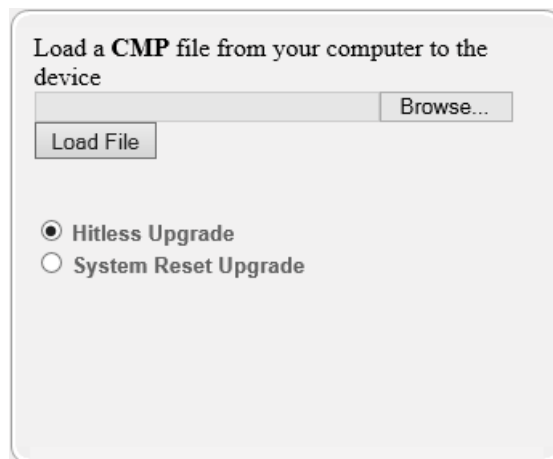 Load a CMP file from your computer to the
device
Browse...
Load File
Hitless Upgrade
System Reset Upgrade